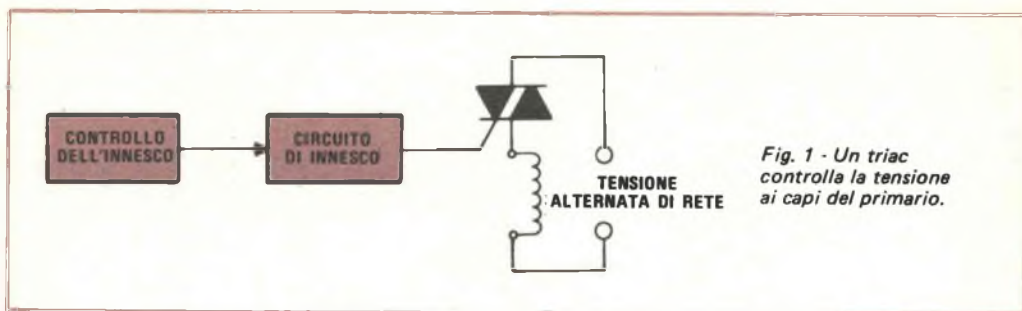 CONTROLLO
DELL'INNESCO
CIRCUITO
DI INNESCO
TENSIONE
ALTERNATA DI RETE
Fig. 1 - Un triac
controlla la tensione
ai capi del primario.